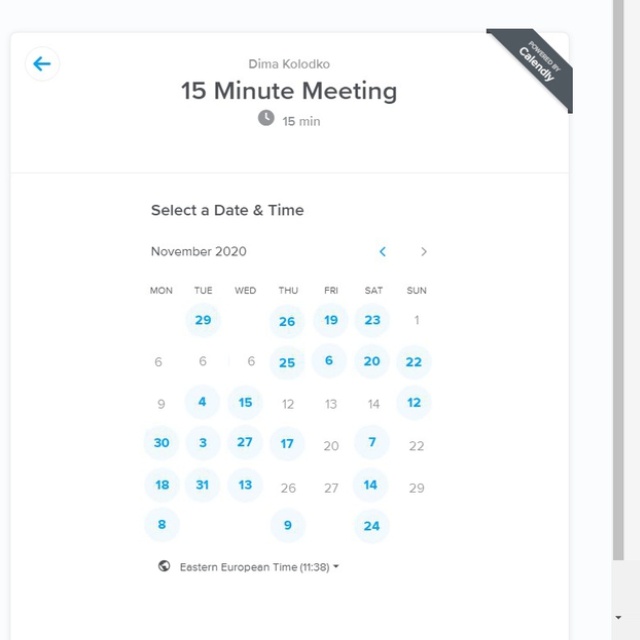 POWERED BY
Calendly
Dima Kolodko
15 Minute Meeting
15 min
Select a Date & Time
November 2020
MON TUE WED THU FRI SAT SUN
29 26 19 23 1
6 6 6 25 6 20 22
9 4 15 12 13 14 12
30 3 27 17 20 7 22
18 31 13 26 27 14 29
8 9 24
Eastern European Time (11:38)